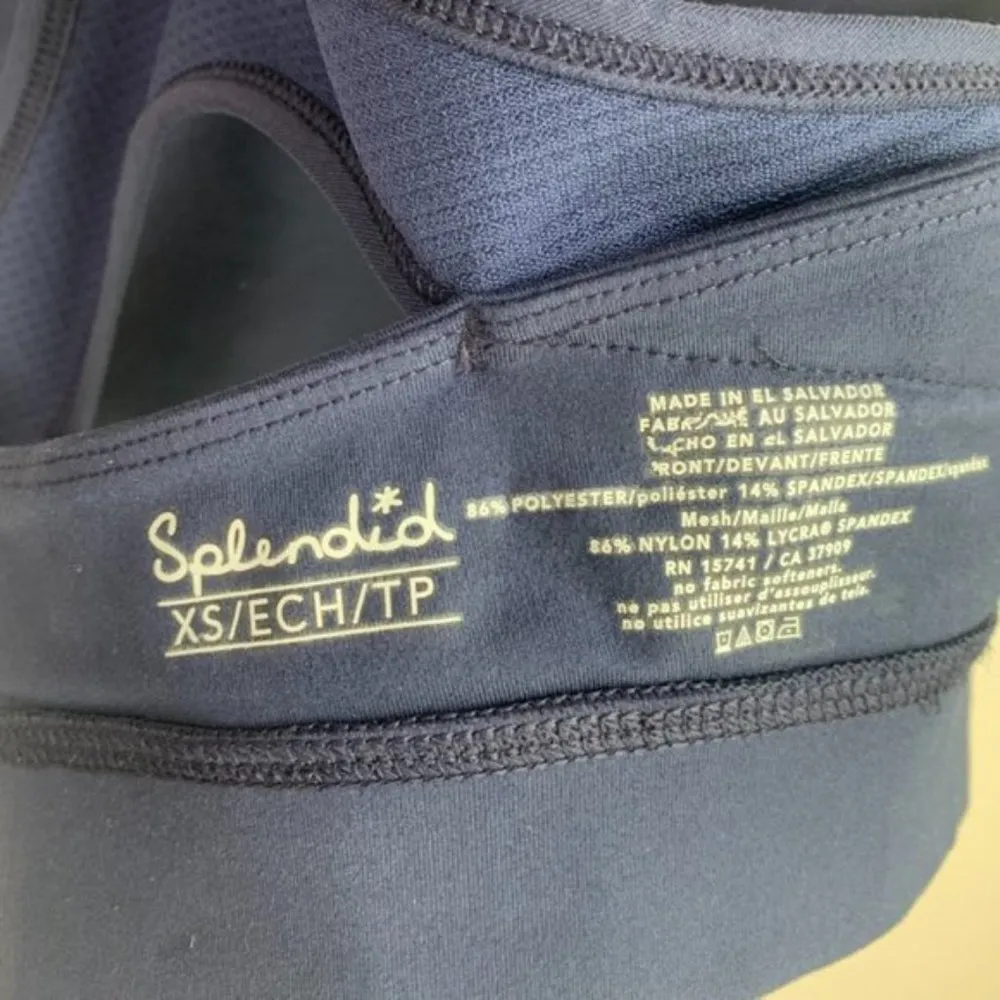 Splendid
XS/ECH/TP
MADE IN EL SALVADOR
AU SALVADOR
EN EL SALVADOR
FRONT/DEVANT/FRENTE
86% POLYESTER/poliéster 14% SPANDEX/SPANDEX/spandex
Mesh/Maille/Malla
86% NYLON 14% LYCRA® SPANDEX
RN 15741 / CA 37909
no fabric softeners.
ne pas utiliser d'assouplisseur.
no utilice suavizantes de tela.